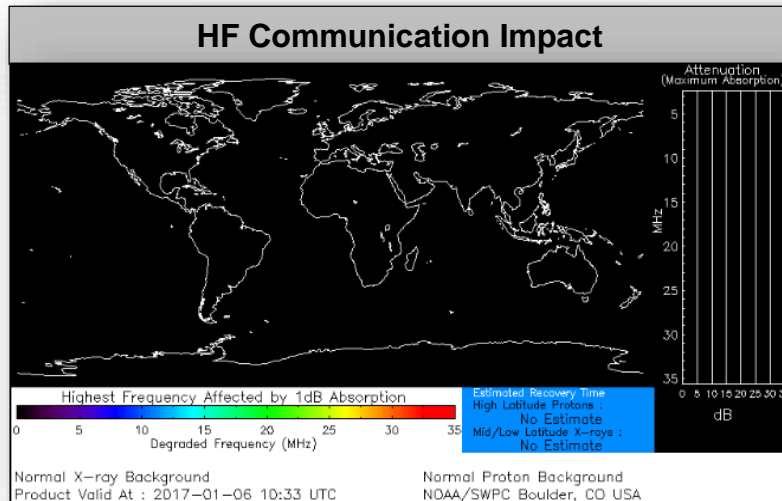 HF Communication Impact
Attenuation
(Maximum Absorption)
5
10
15
20
25
30
35
MHz
0 5 10 15 20 25 30 3
dB
Highest Frequency Affected by 1dB Absorption
0 5 10 15 20 25 30 35
Degraded Frequency (MHz)
Estimated Recovery Time
High Latitude Protons :
No Estimate
Mid/Low Latitude X-rays :
No Estimate
Normal X-ray Background
Product Valid At : 2017-01-06 10:33 UTC
Normal Proton Background
NOAA/SWPC Boulder, CO USA